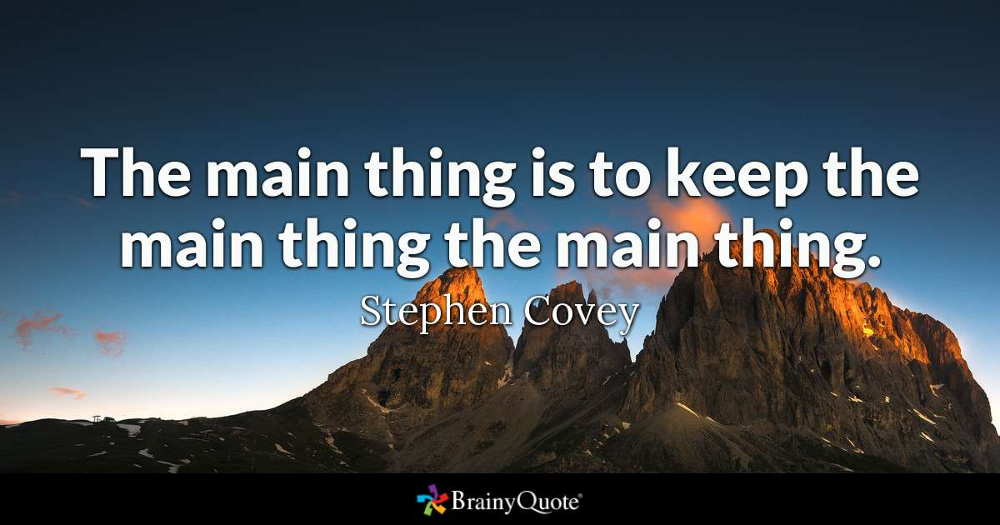 The main thing is to keep the
main thing the main thing.
Stephen Covey
BrainyQuote®